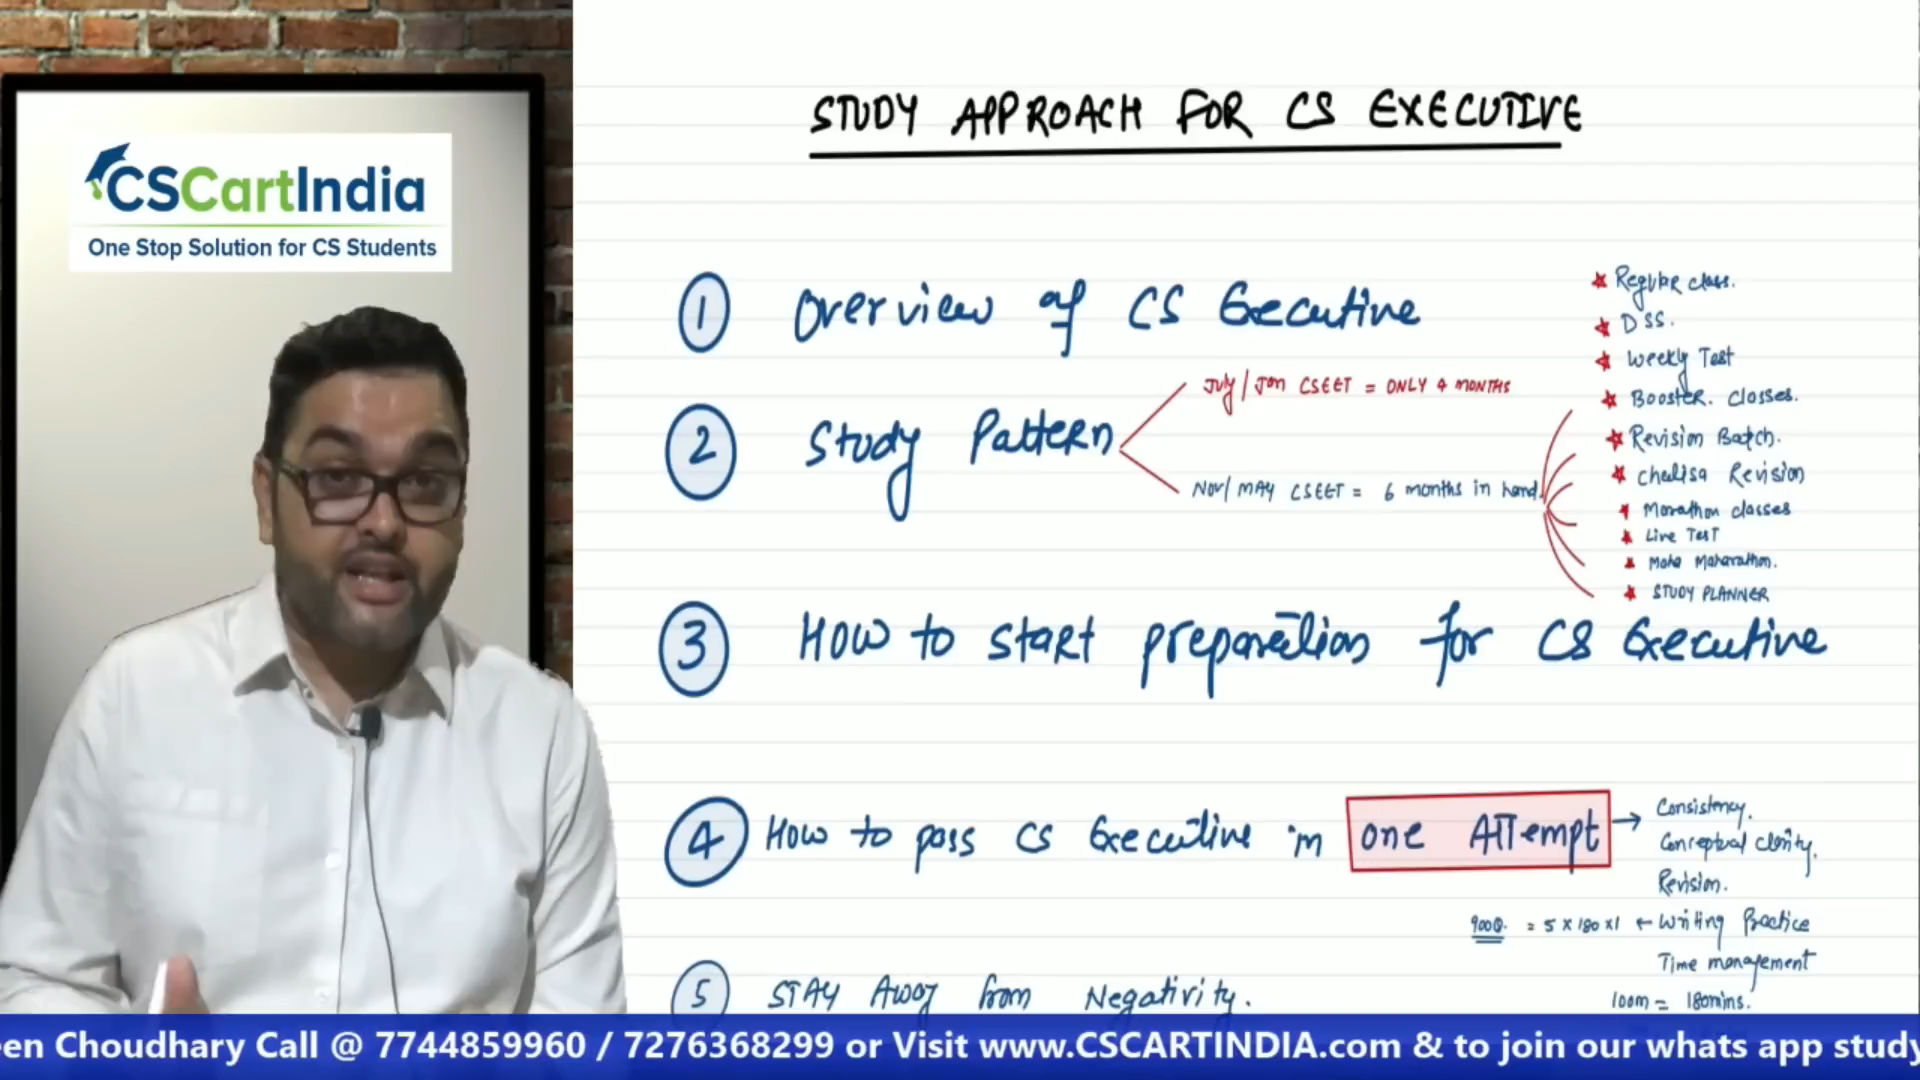 CSCartIndia
One Stop Solution for CS Students
STUDY APPROACH FOR CS EXECUTIVE
1 Overview of CS Executive
2 Study Pattern
July/Jan CSEET = ONLY 4 MONTHS
NOV/MAY CSEET = 6 months in hand.
★ Regular class.
★ DSS.
★ Weekly Test
★ Booster. Classes.
★ Revision Batch.
★ Chalisa Revision
★ Marathon classes
★ Live TEST
★ Maha Maharathon.
★ STUDY PLANNER
3 HOW to start preparation for CS Executive
4 HOW to pass CS Executive in one ATTempt →
Consistency.
Conceptual clarity.
Revision.
900Q. = 5 x 180 x 1 ← Writing Practice
Time management
100m = 180mins.
5 STAY AWAY from Negativity.
een Choudhary Call @ 7744859960 / 7276368299 or Visit www.CSCARTINDIA.com & to join our whats app study